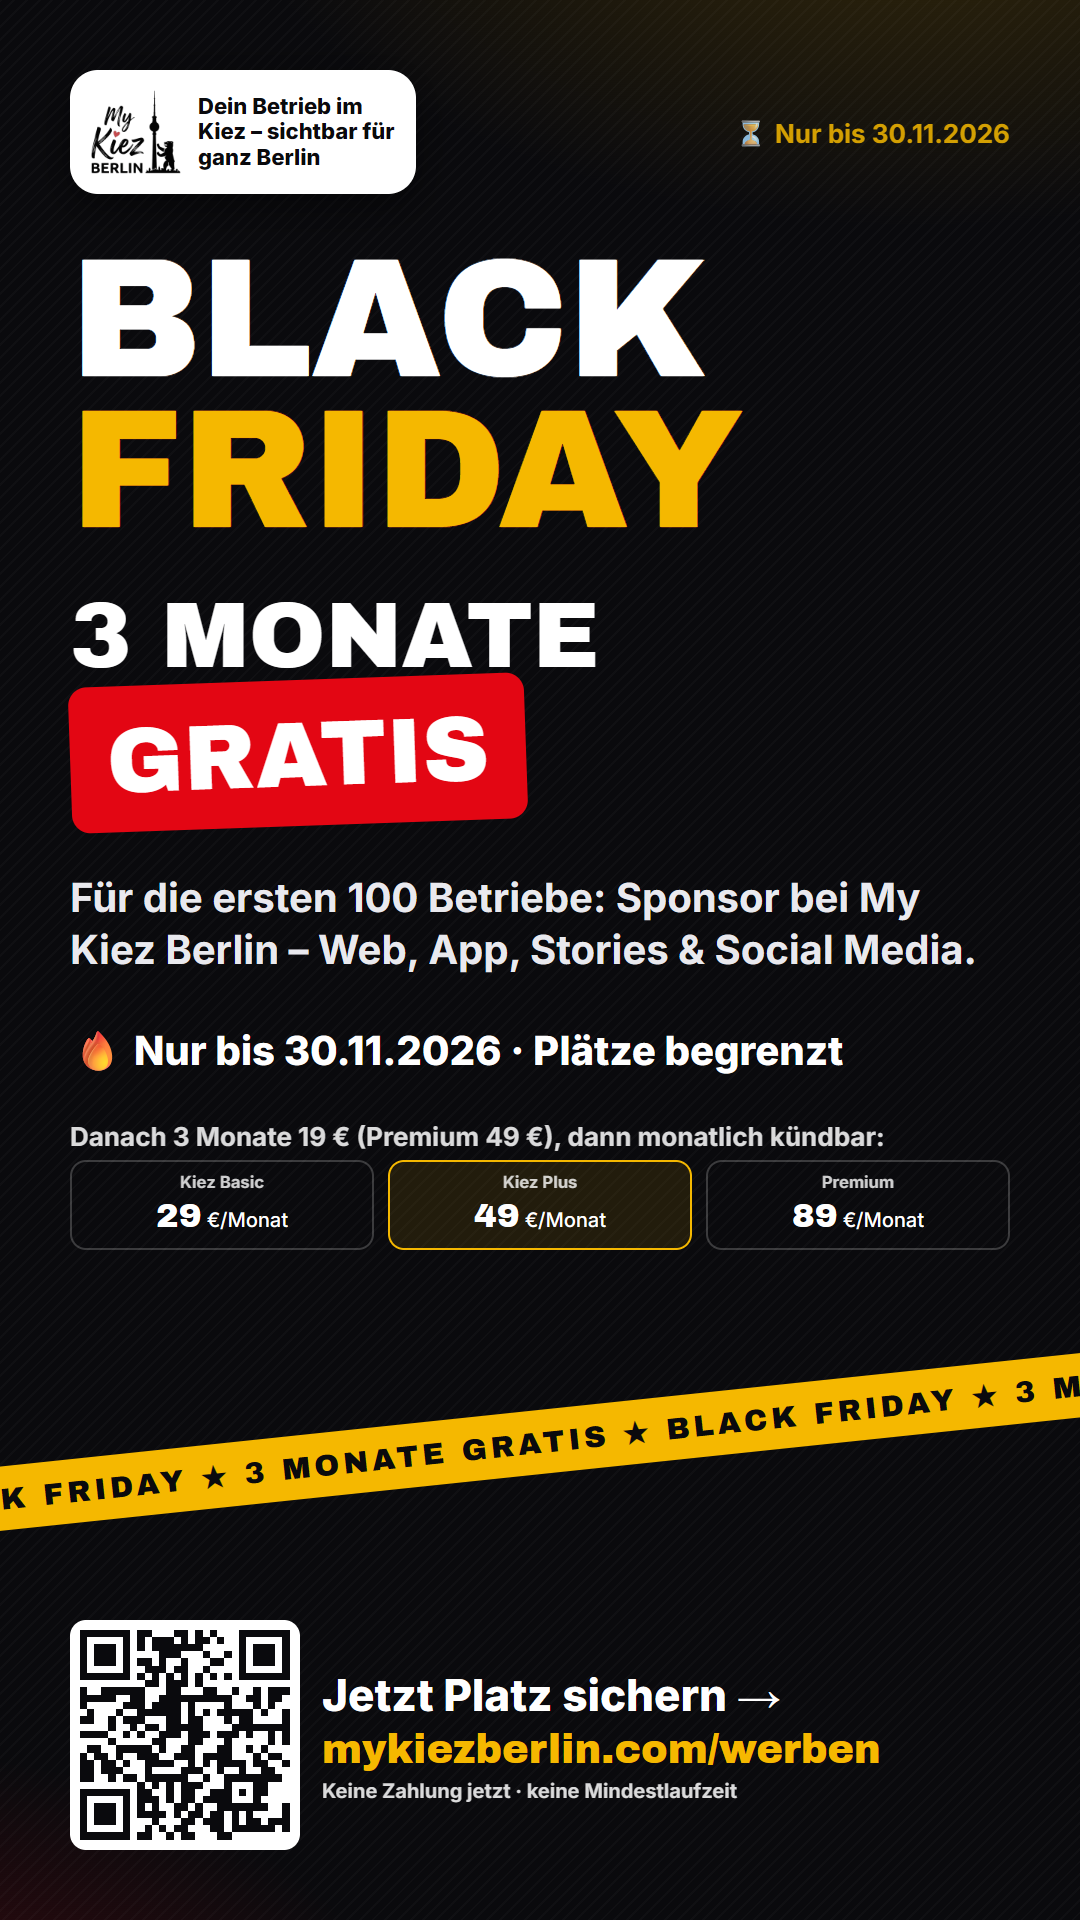 My
Kiez
BERLIN
Dein Betrieb im
Kiez – sichtbar für
ganz Berlin
⏳ Nur bis 30.11.2026
BLACK
FRIDAY
3 MONATE
GRATIS
Für die ersten 100 Betriebe: Sponsor bei My
Kiez Berlin – Web, App, Stories & Social Media.
🔥 Nur bis 30.11.2026 · Plätze begrenzt
Danach 3 Monate 19 € (Premium 49 €), dann monatlich kündbar:
Kiez Basic
29 €/Monat
Kiez Plus
49 €/Monat
Premium
89 €/Monat
K FRIDAY ★ 3 MONATE GRATIS ★ BLACK FRIDAY ★ 3 M
Jetzt Platz sichern →
mykiezberlin.com/werben
Keine Zahlung jetzt · keine Mindestlaufzeit